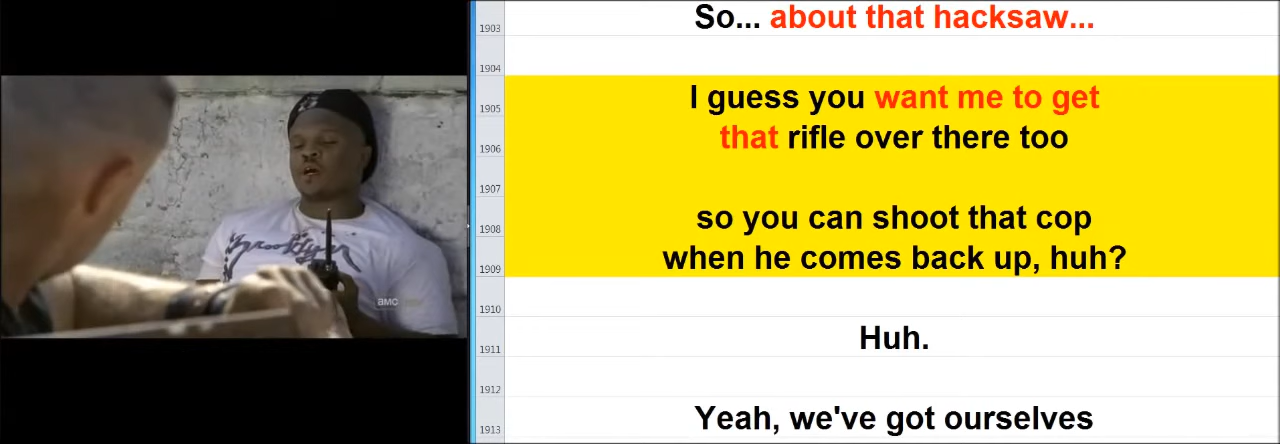 1903
So... about that hacksaw...
1904
1905
I guess you want me to get
1906
that rifle over there too
1907
1908
so you can shoot that cop
1909
when he comes back up, huh?
1910
1911
Huh.
1912
1913
Yeah, we've got ourselves
Brooklyn
AMC